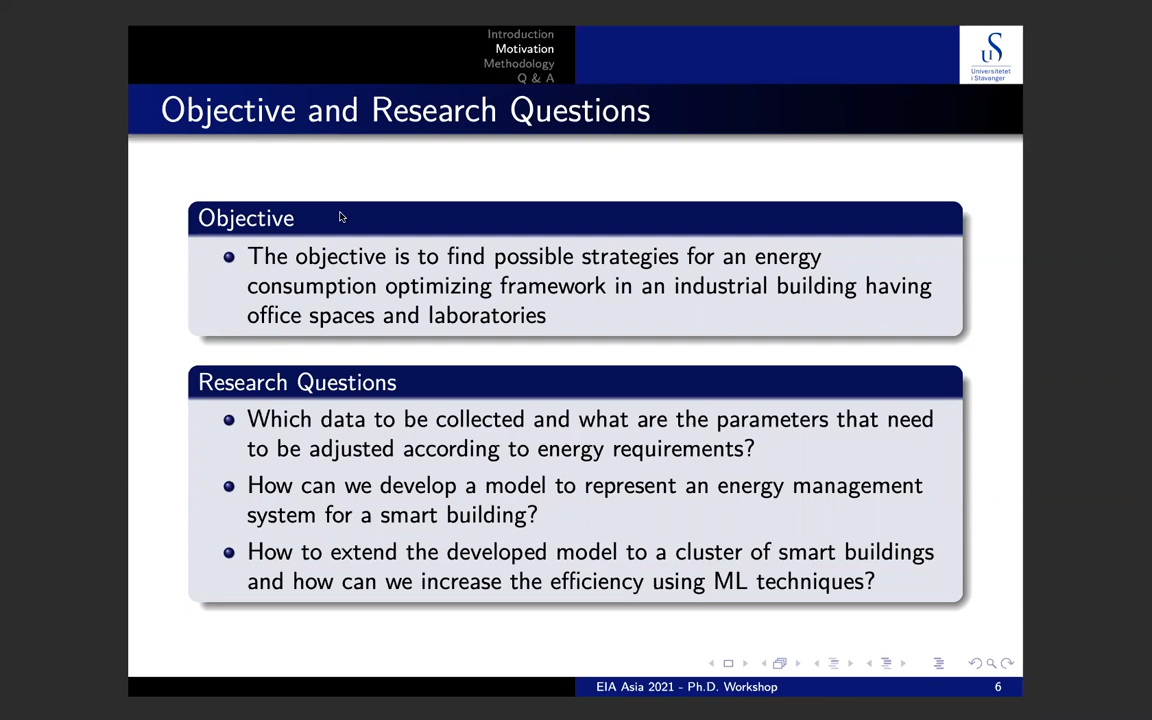 Introduction
Motivation
Methodology
Q & A
Universitetet
i Stavanger
Objective and Research Questions
Objective
The objective is to find possible strategies for an energy
consumption optimizing framework in an industrial building having
office spaces and laboratories
Research Questions
Which data to be collected and what are the parameters that need
to be adjusted according to energy requirements?
How can we develop a model to represent an energy management
system for a smart building?
How to extend the developed model to a cluster of smart buildings
and how can we increase the efficiency using ML techniques?
EIA Asia 2021 - Ph.D. Workshop
6